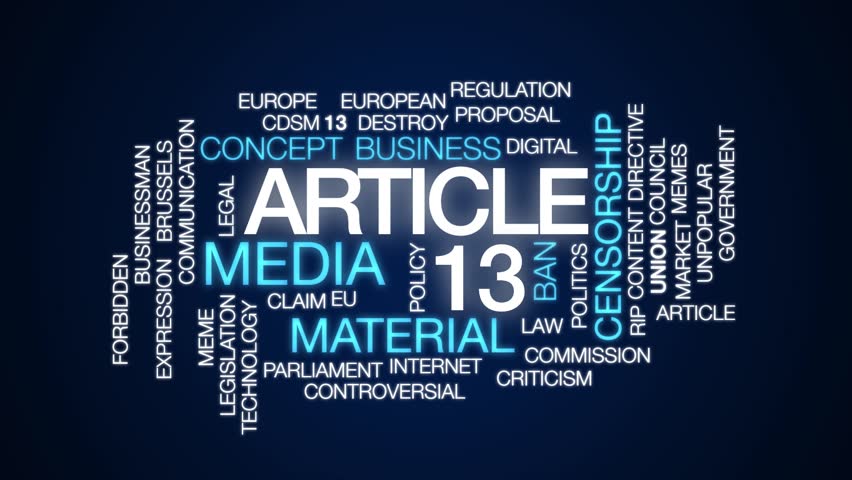 REGULATION
EUROPE EUROPEAN
CDSM 13 DESTROY PROPOSAL
CONCEPT BUSINESS DIGITAL
ARTICLE
MEDIA 13
CLAIM EU
MATERIAL LAW
PARLIAMENT INTERNET COMMISSION
CONTROVERSIAL CRITICISM
ARTICLE
FORBIDDEN
BUSINESSMAN
EXPRESSION BRUSSELS
COMMUNICATION
MEME
LEGAL
LEGISLATION
TECHNOLOGY
POLICY
BAN
POLITICS
CENSORSHIP
RIP CONTENT DIRECTIVE
UNION COUNCIL
MARKET MEMES
UNPOPULAR
GOVERNMENT